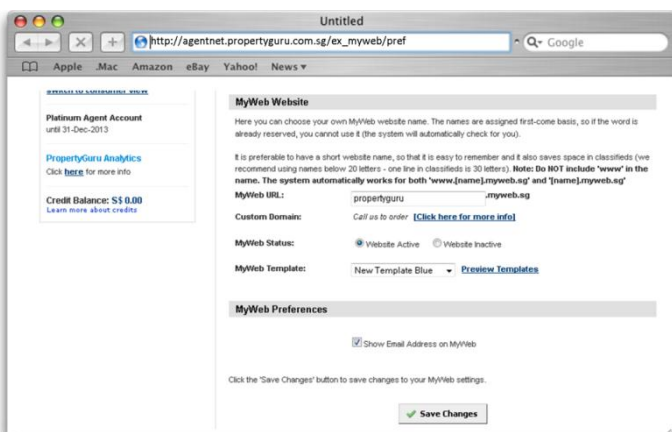 Untitled
http://agentnet.propertyguru.com.sg/ex_myweb/pref
Google
Apple .Mac Amazon eBay Yahoo! News ▾
switch to consumer view
Platinum Agent Account
until 31-Dec-2013
PropertyGuru Analytics
Click here for more info
Credit Balance: S$ 0.00
Learn more about credits
MyWeb Website
Here you can choose your own MyWeb website name. The names are assigned first-come basis, so if the word is
already reserved, you cannot use it (the system will automatically check for you).
It is preferable to have a short website name, so that it is easy to remember and it also saves space in classifieds (we
recommend using names below 20 letters - one line in classifieds is 30 letters). Note: Do NOT include 'www' in the
name. The system automatically works for both 'www.[name].myweb.sg' and '[name].myweb.sg'
MyWeb URL: propertyguru .myweb.sg
Custom Domain: Call us to order [Click here for more info]
MyWeb Status: Website Active Website Inactive
MyWeb Template: New Template Blue Preview Templates
MyWeb Preferences
Show Email Address on MyWeb
Click the 'Save Changes' button to save changes to your MyWeb settings.
Save Changes